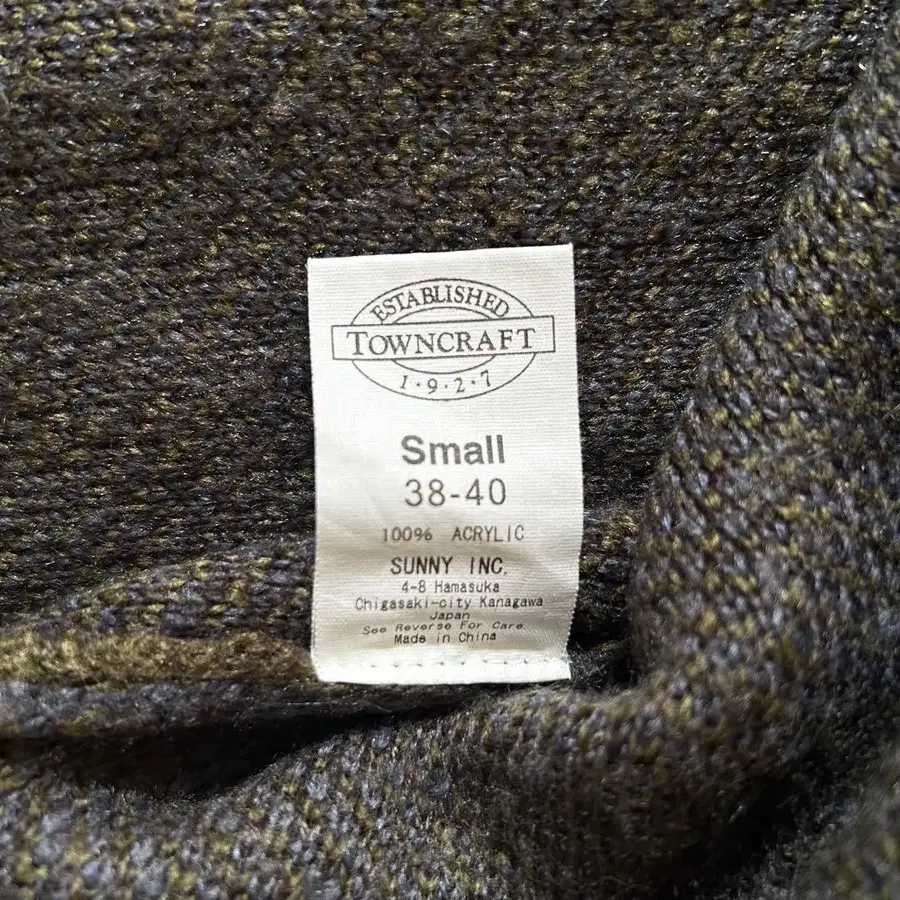 ESTABLISHED
TOWNCRAFT
1·9·2·7
Small
38-40
100% ACRYLIC
SUNNY INC.
4-8 Hamasuka
Chigasaki-city Kanagawa
Japan
See Reverse For Care
Made in China